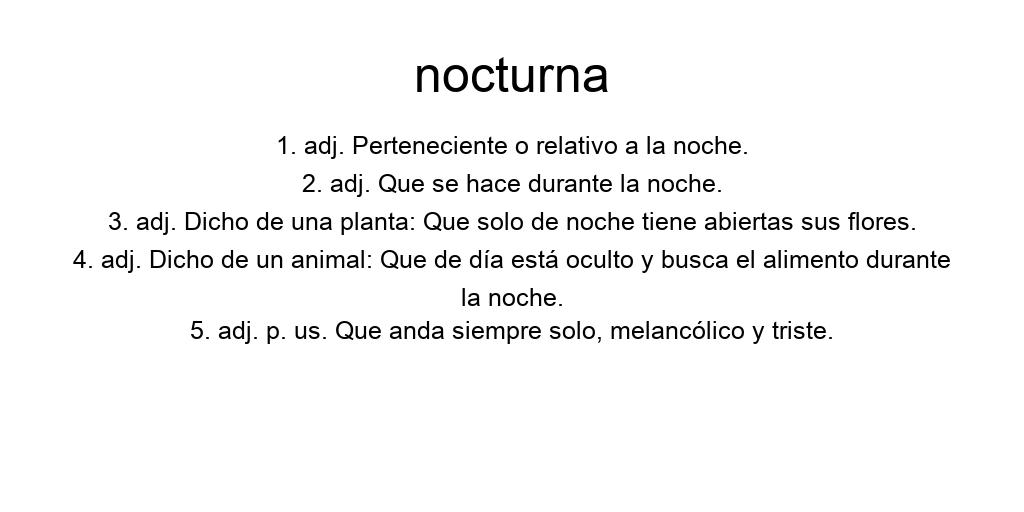 nocturna
1. adj. Perteneciente o relativo a la noche.
2. adj. Que se hace durante la noche.
3. adj. Dicho de una planta: Que solo de noche tiene abiertas sus flores.
4. adj. Dicho de un animal: Que de día está oculto y busca el alimento durante
la noche.
5. adj. p. us. Que anda siempre solo, melancólico y triste.